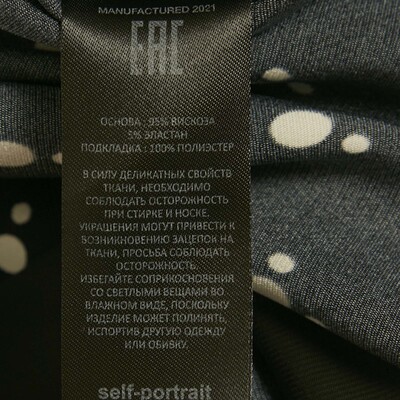 MANUFACTURED 2021
EAC
ОСНОВА : 95% ВИСКОЗА
5% ЭЛАСТАН
ПОДКЛАДКА : 100% ПОЛИЭСТЕР
В СИЛУ ДЕЛИКАТНЫХ СВОЙСТВ
ТКАНИ, НЕОБХОДИМО
СОБЛЮДАТЬ ОСТОРОЖНОСТЬ
ПРИ СТИРКЕ И НОСКЕ.
УКРАШЕНИЯ МОГУТ ПРИВЕСТИ К
ВОЗНИКНОВЕНИЮ ЗАЦЕПОК НА
ТКАНИ, ПРОСЬБА СОБЛЮДАТЬ
ОСТОРОЖНОСТЬ.
ИЗБЕГАЙТЕ СОПРИКОСНОВЕНИЯ
СО СВЕТЛЫМИ ВЕЩАМИ ВО
ВЛАЖНОМ ВИДЕ, ПОСКОЛЬКУ
ИЗДЕЛИЕ МОЖЕТ ПОЛИНЯТЬ,
ИСПОРТИВ ДРУГУЮ ОДЕЖДУ
ИЛИ ОБИВКУ.
self-portrait